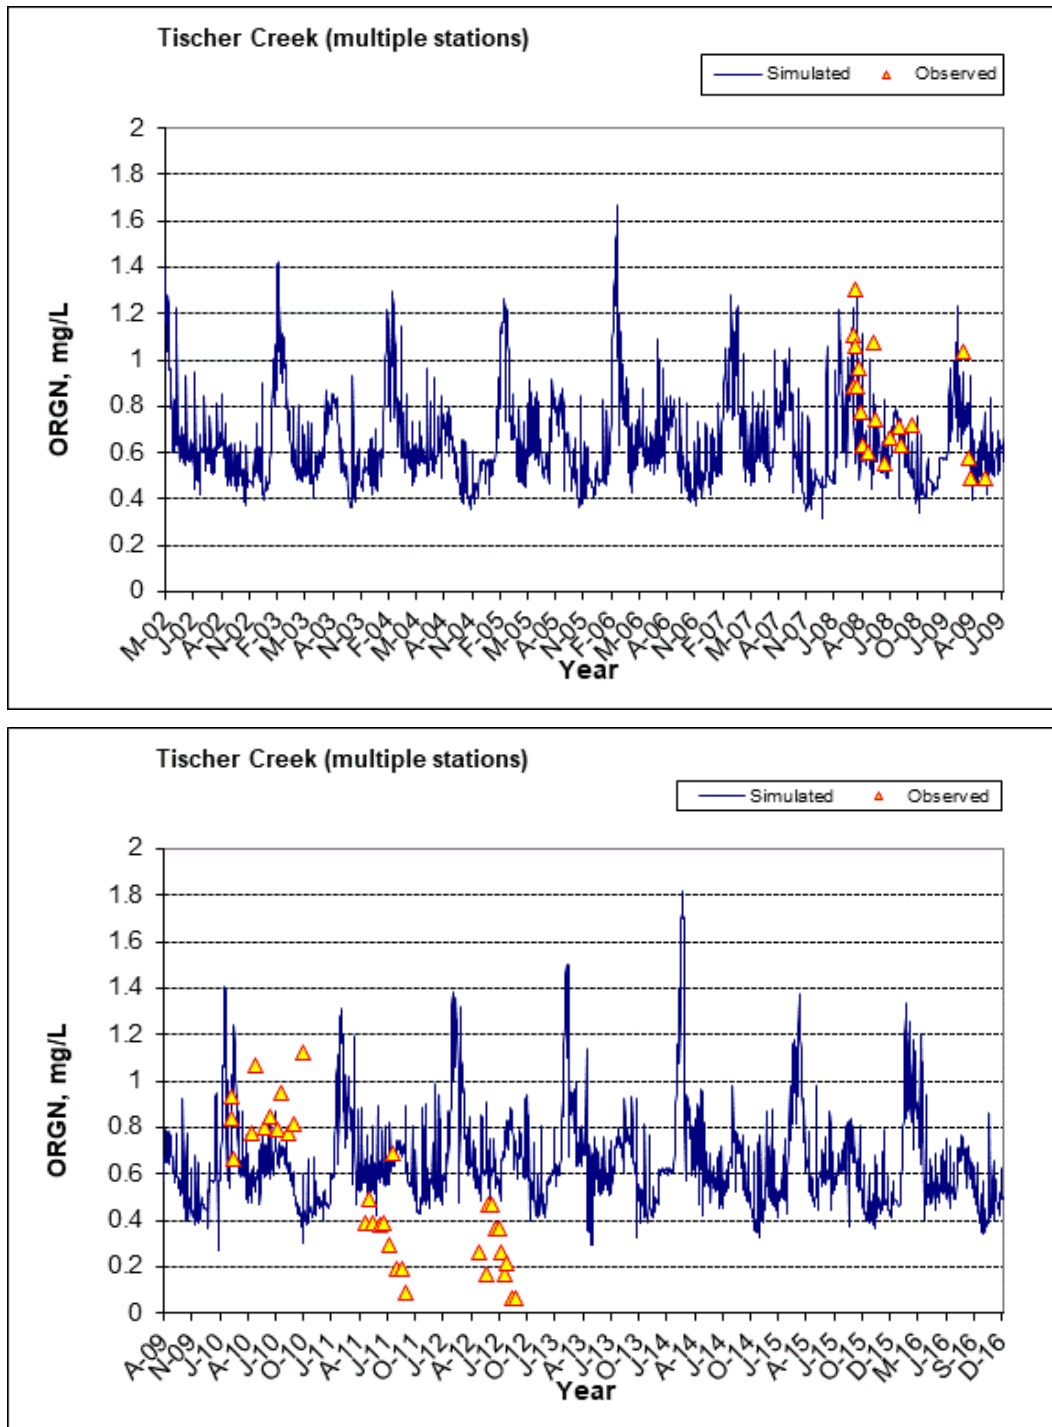 Tischer Creek (multiple stations)
Simulated Observed
2
1.8
1.6
1.4
1.2
1
0.8
0.6
0.4
0.2
0
ORGN, mg/L
M-02 J-02 A-02 N-02 F-03 M-03 A-03 N-03 F-04 M-04 A-04 N-04 F-05 M-05 A-05 N-05 F-06 M-06 A-06 N-06 F-07 M-07 A-07 N-07 J-08 A-08 J-08 O-08 J-09 A-09 J-09
Year
Tischer Creek (multiple stations)
Simulated Observed
2
1.8
1.6
1.4
1.2
1
0.8
0.6
0.4
0.2
0
ORGN, mg/L
A-09 N-09 J-10 A-10 J-10 O-10 J-11 A-11 J-11 O-11 J-12 A-12 J-12 O-12 J-13 A-13 J-13 O-13 J-14 A-14 J-14 O-14 J-15 A-15 J-15 O-15 D-15 M-16 J-16 S-16 D-16
Year